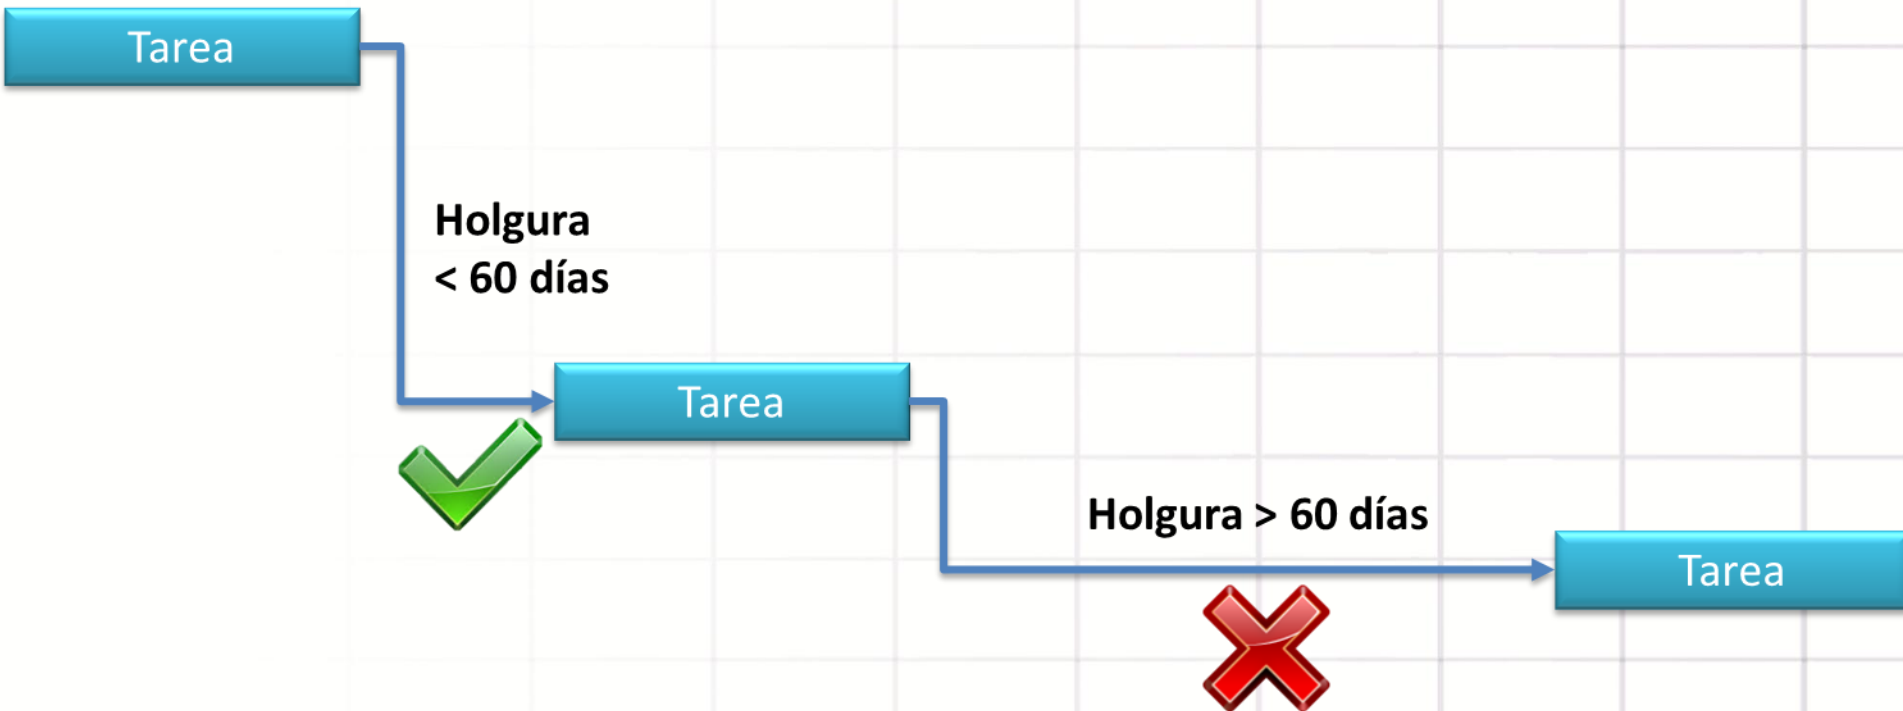 Tarea
Holgura
< 60 días
Tarea
Holgura > 60 días
Tarea